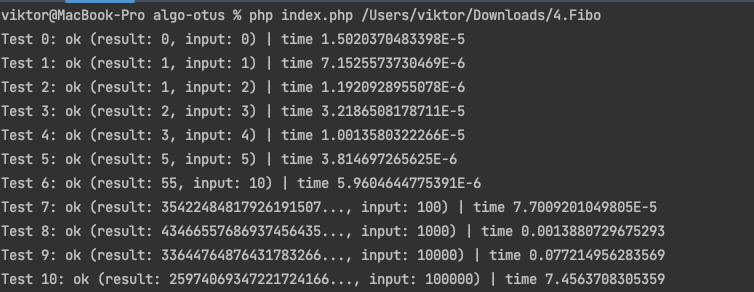 viktor@MacBook-Pro algo-otus % php index.php /Users/viktor/Downloads/4.Fibo
Test 0: ok (result: 0, input: 0) | time 1.5020370483398E-5
Test 1: ok (result: 1, input: 1) | time 7.1525573730469E-6
Test 2: ok (result: 1, input: 2) | time 1.1920928955078E-6
Test 3: ok (result: 2, input: 3) | time 3.2186508178711E-5
Test 4: ok (result: 3, input: 4) | time 1.0013580322266E-5
Test 5: ok (result: 5, input: 5) | time 3.814697265625E-6
Test 6: ok (result: 55, input: 10) | time 5.9604644775391E-6
Test 7: ok (result: 35422484817926191507..., input: 100) | time 7.7009201049805E-5
Test 8: ok (result: 43466557686937456435..., input: 1000) | time 0.0013880729675293
Test 9: ok (result: 33644764876431783266..., input: 10000) | time 0.077214956283569
Test 10: ok (result: 25974069347221724166..., input: 100000) | time 7.4563708305359